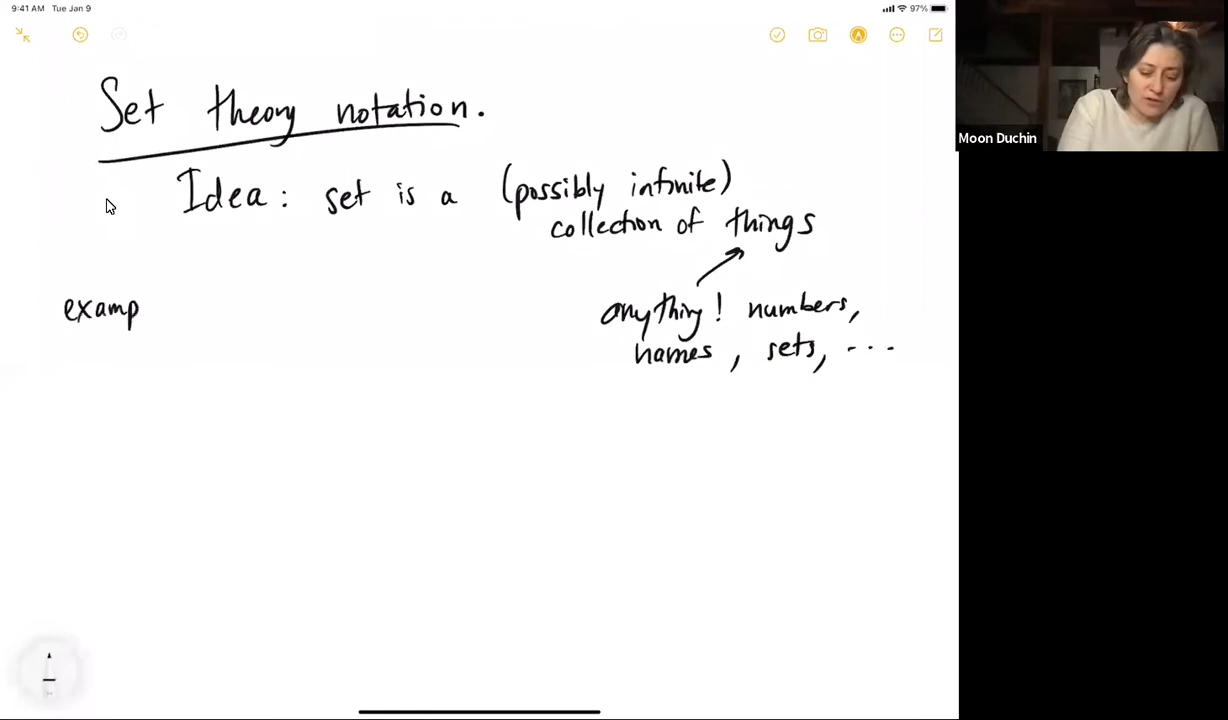 9:41 AM Tue Jan 9
97%
Set theory notation.
Idea: set is a (possibly infinite)
collection of things
examp
anything! numbers,
names, sets, ...
Moon Duchin